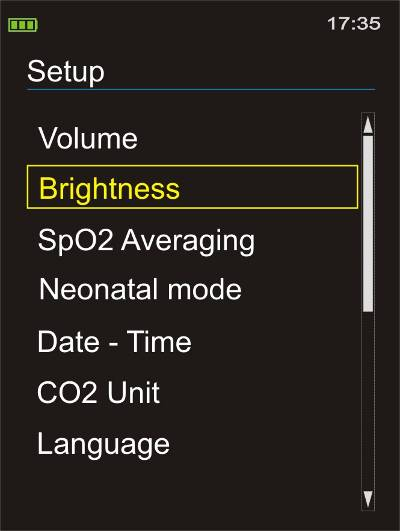 17:35
Setup
Volume
Brightness
SpO2 Averaging
Neonatal mode
Date - Time
CO2 Unit
Language